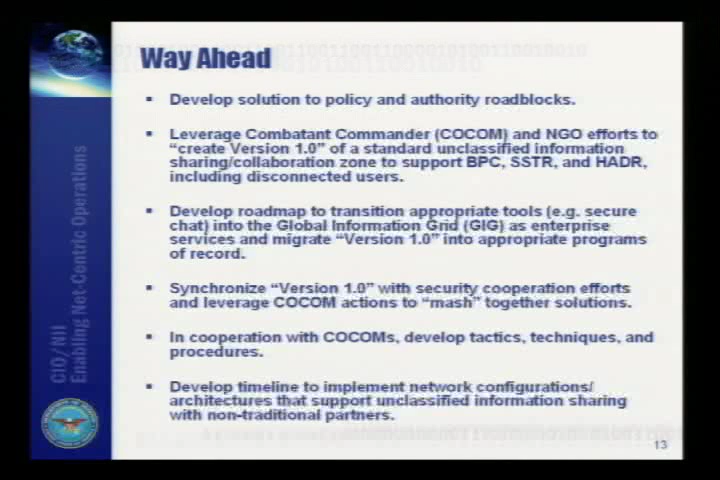 Way Ahead
▪ Develop solution to policy and authority roadblocks.
▪ Leverage Combatant Commander (COCOM) and NGO efforts to
“create Version 1.0” of a standard unclassified information
sharing/collaboration zone to support BPC, SSTR, and HADR,
including disconnected users.
▪ Develop roadmap to transition appropriate tools (e.g. secure
chat) into the Global Information Grid (GIG) as enterprise
services and migrate “Version 1.0” into appropriate programs
of record.
▪ Synchronize “Version 1.0” with security cooperation efforts
and leverage COCOM actions to “mash” together solutions.
▪ In cooperation with COCOMs, develop tactics, techniques, and
procedures.
▪ Develop timeline to implement network configurations/
architectures that support unclassified information sharing
with non-traditional partners.
CIO/NII
Enabling Net-Centric Operations
13